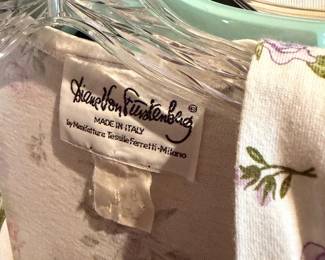 Diane Von Furstenberg ©
MADE IN ITALY
by Manifattura Tessile Ferretti-Milano